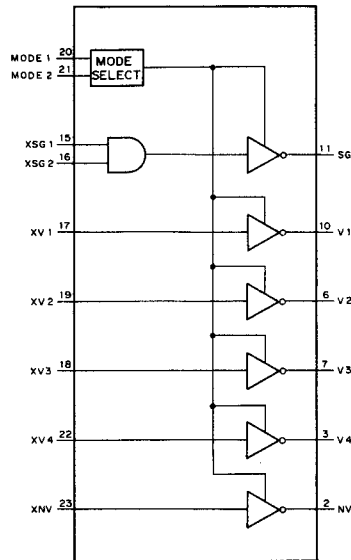 MODE 1 20
MODE 2 21
MODE
SELECT
XSG 1 15
XSG 2 16
11 SG
XV 1 17
10 V 1
XV 2 19
6 V 2
XV3 18
7 V 3
XV4 22
3 V 4
XNV 23
2 NV